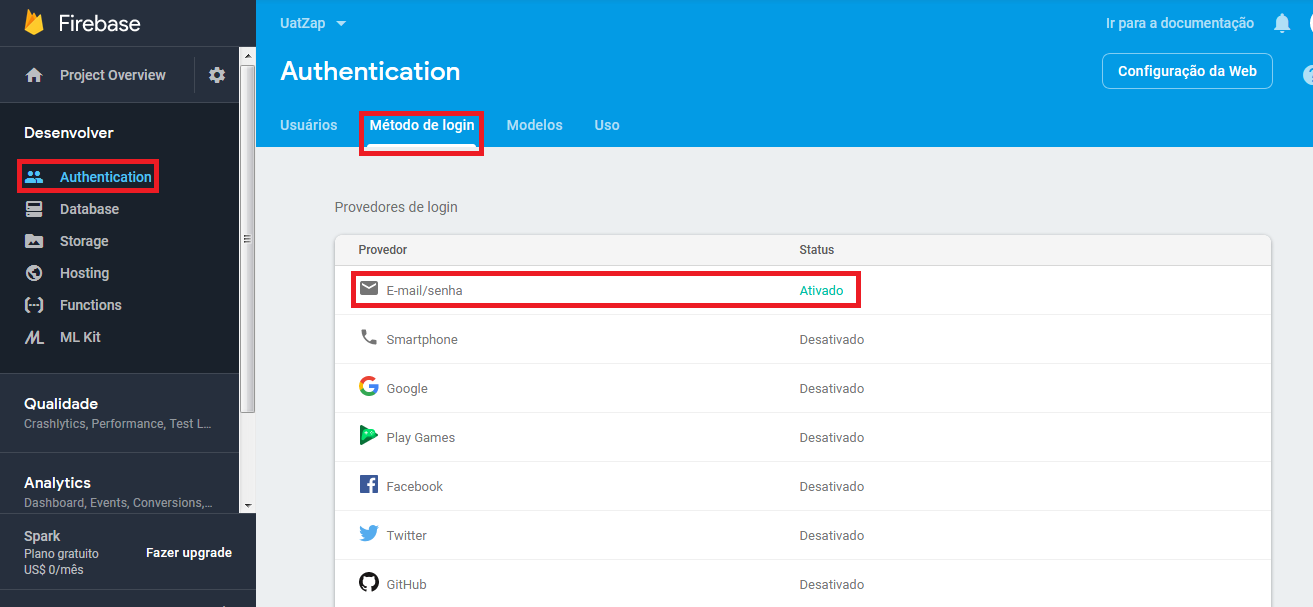 Firebase
Project Overview
Desenvolver
Authentication
Database
Storage
Hosting
Functions
ML Kit
Qualidade
Crashlytics, Performance, Test L...
Analytics
Dashboard, Events, Conversions,...
Spark
Plano gratuito
US$ 0/mês
Fazer upgrade
UatZap
Ir para a documentação
Authentication
Configuração da Web
Usuários
Método de login
Modelos
Uso
Provedores de login
Provedor Status
E-mail/senha Ativado
Smartphone Desativado
Google Desativado
Play Games Desativado
Facebook Desativado
Twitter Desativado
GitHub Desativado